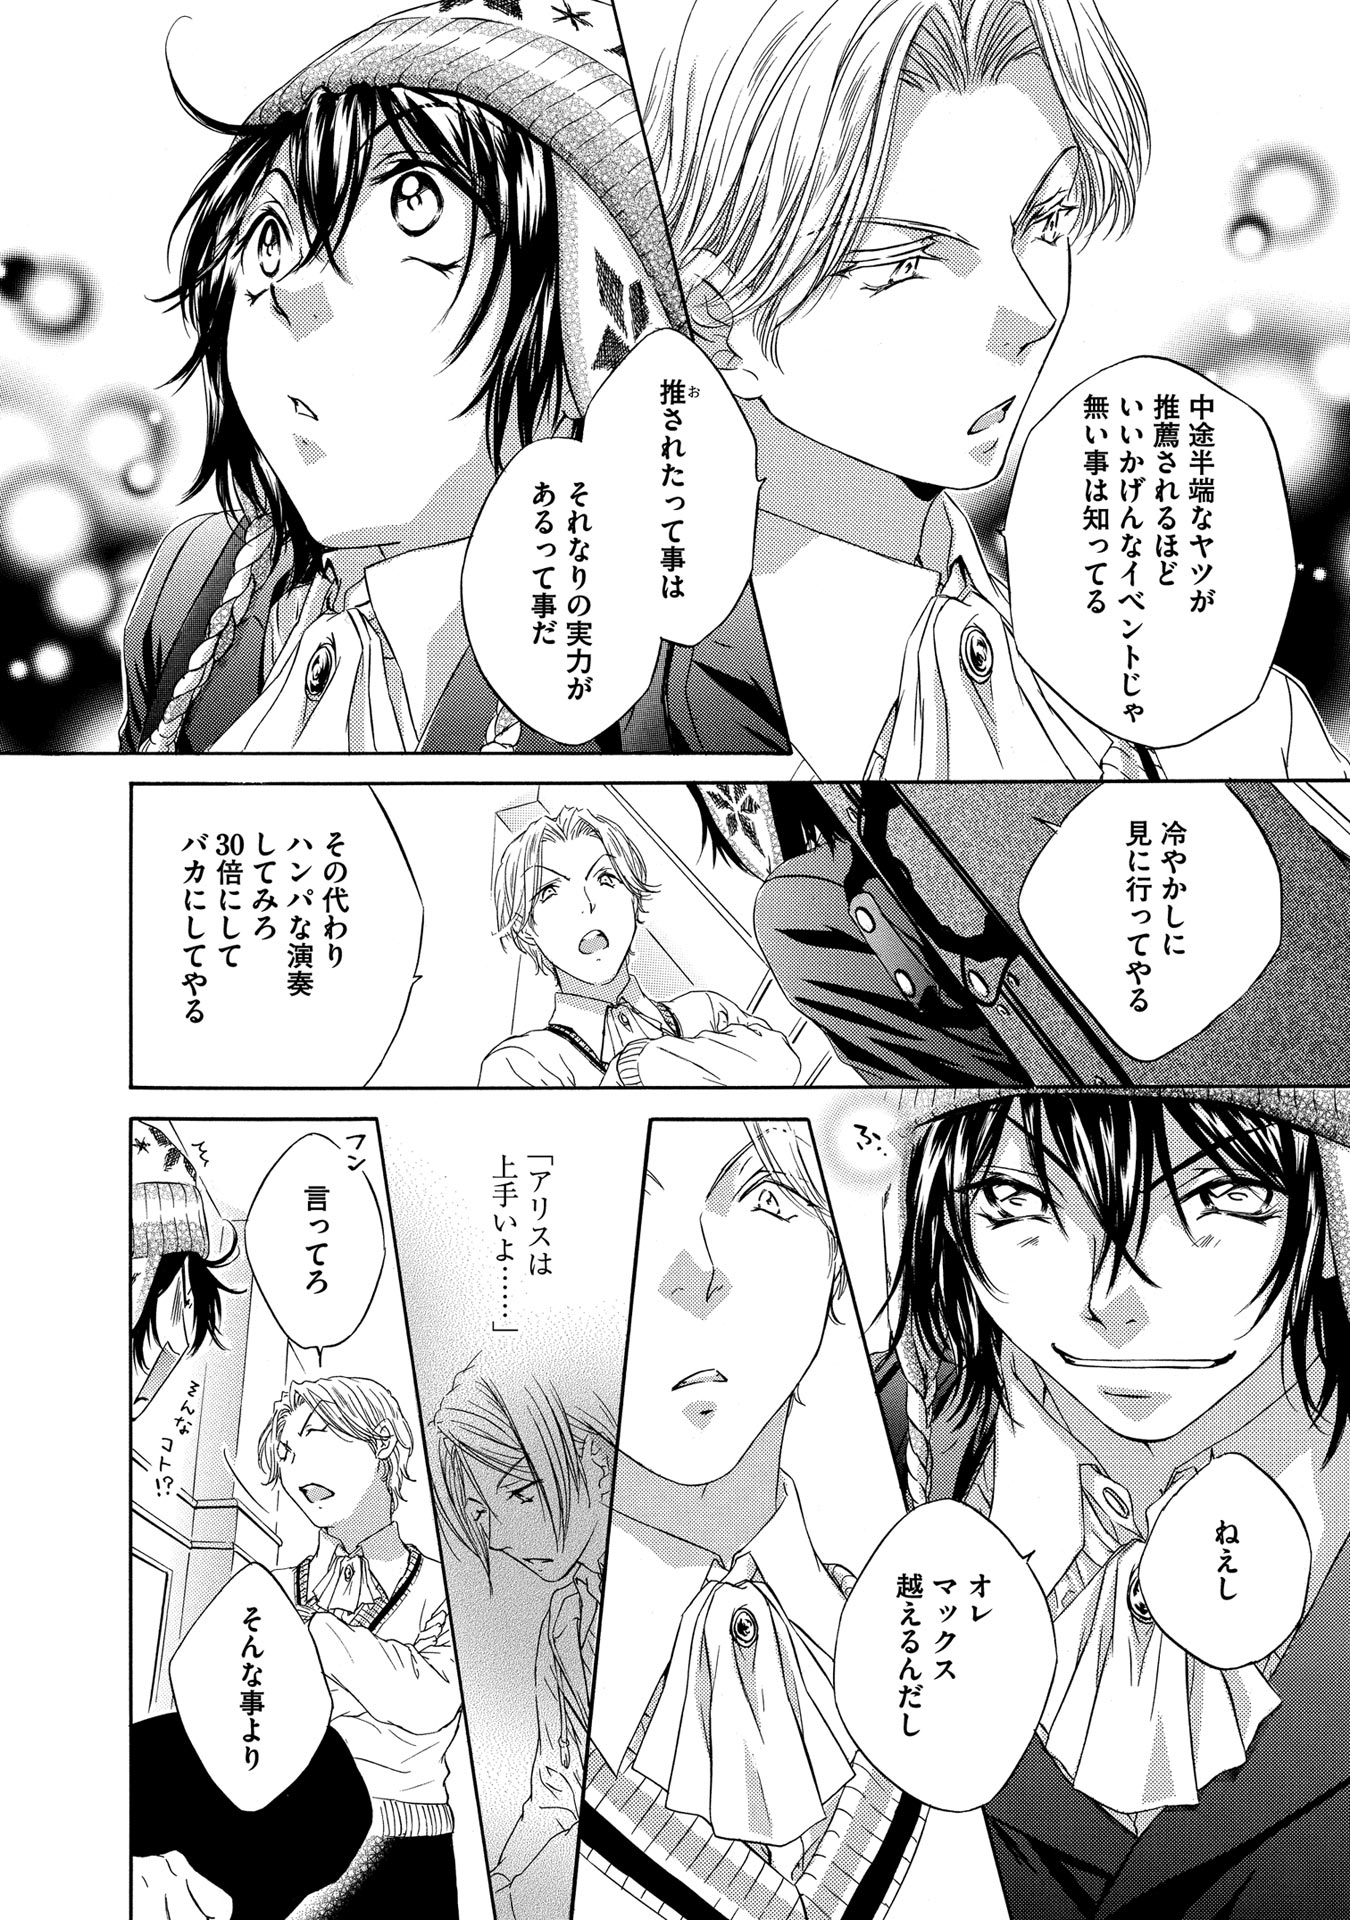 中途半端なヤツが
推薦されるほど
いいかげんなイベントじゃ
無い事は知ってる
推されたって事は
お
それなりの実力が
あるって事だ
冷やかしに
見に行ってやる
その代わり
ハンパな演奏
してみろ
30倍にして
バカにしてやる
ふ…
ねえし
オレ
マックス
越えるんだし
「アリスは
上手いよ……」
フン
言ってろ
そんな
コト!?
そんな事より